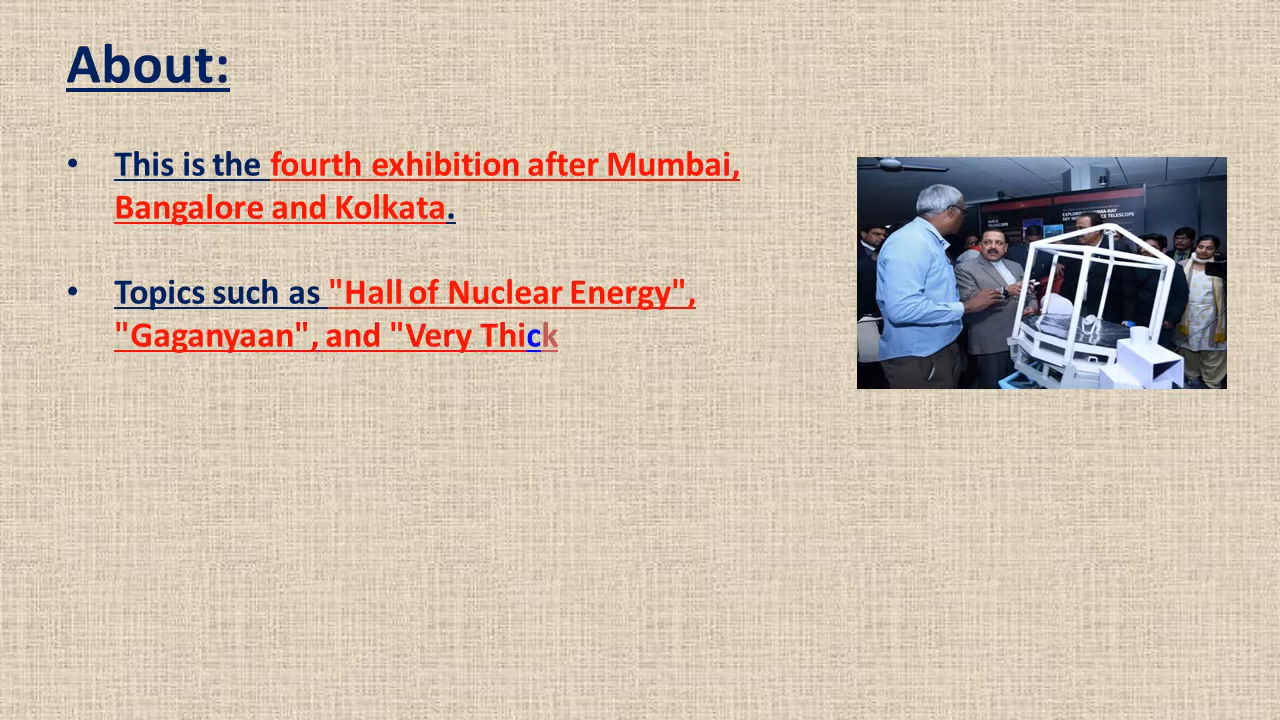 About:
• This is the fourth exhibition after Mumbai,
Bangalore and Kolkata.
• Topics such as "Hall of Nuclear Energy",
"Gaganyaan", and "Very Thick